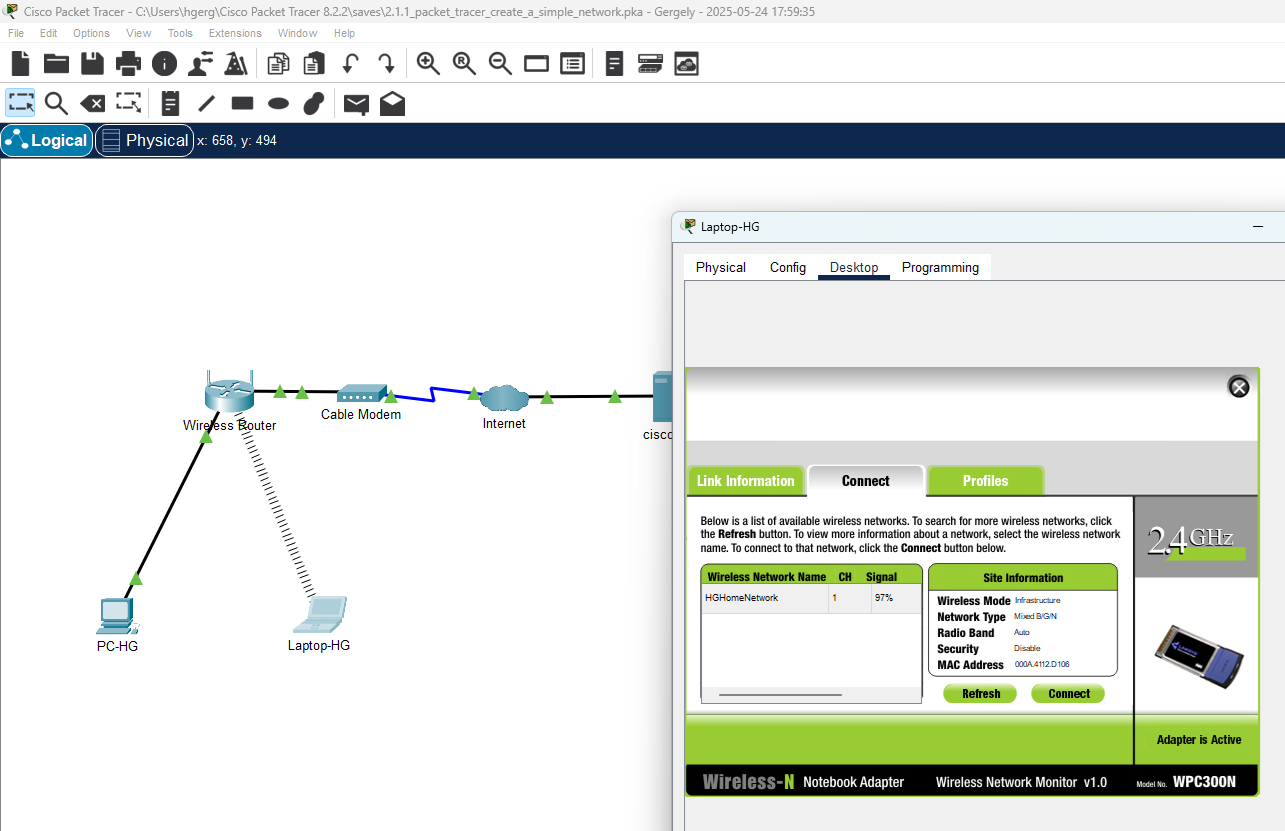 Cisco Packet Tracer - C:\Users\hgerg\Cisco Packet Tracer 8.2.2\saves\2.1.1_packet_tracer_create_a_simple_network.pka - Gergely - 2025-05-24 17:59:35
File Edit Options View Tools Extensions Window Help
Logical Physical x: 658, y: 494
Laptop-HG
Physical Config Desktop Programming
Wireless Router
Cable Modem
Internet
cisco
PC-HG
Laptop-HG
Link Information Connect Profiles
Below is a list of available wireless networks. To search for more wireless networks, click
the Refresh button. To view more information about a network, select the wireless network
name. To connect to that network, click the Connect button below.
2.4GHz
Wireless Network Name CH Signal
HGHomeNetwork 1 97%
Site Information
Wireless Mode Infrastructure
Network Type Mixed B/G/N
Radio Band Auto
Security Disable
MAC Address 000A.4112.D106
Refresh Connect
Adapter is Active
Wireless-N Notebook Adapter Wireless Network Monitor v1.0 Model No. WPC300N